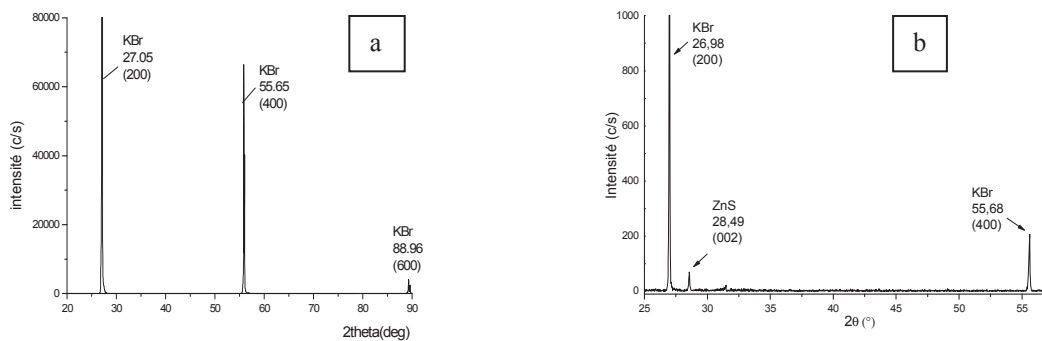 80000
60000
40000
20000
0
intensité (c/s)
KBr
27.05
(200)
KBr
55.65
(400)
a
KBr
88.96
(600)
20 30 40 50 60 70 80 90
2theta(deg)
1000
800
600
400
200
0
Intensité (c/s)
KBr
26,98
(200)
b
ZnS
28,49
(002)
KBr
55,68
(400)
25 30 35 40 45 50 55
2θ (°)